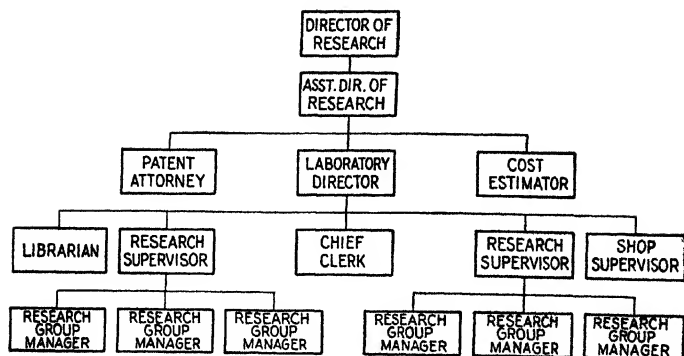 DIRECTOR OF
RESEARCH
ASST. DIR. OF
RESEARCH
PATENT
ATTORNEY
LABORATORY
DIRECTOR
COST
ESTIMATOR
LIBRARIAN
RESEARCH
SUPERVISOR
CHIEF
CLERK
RESEARCH
SUPERVISOR
SHOP
SUPERVISOR
RESEARCH
GROUP
MANAGER
RESEARCH
GROUP
MANAGER
RESEARCH
GROUP
MANAGER
RESEARCH
GROUP
MANAGER
RESEARCH
GROUP
MANAGER
RESEARCH
GROUP
MANAGER